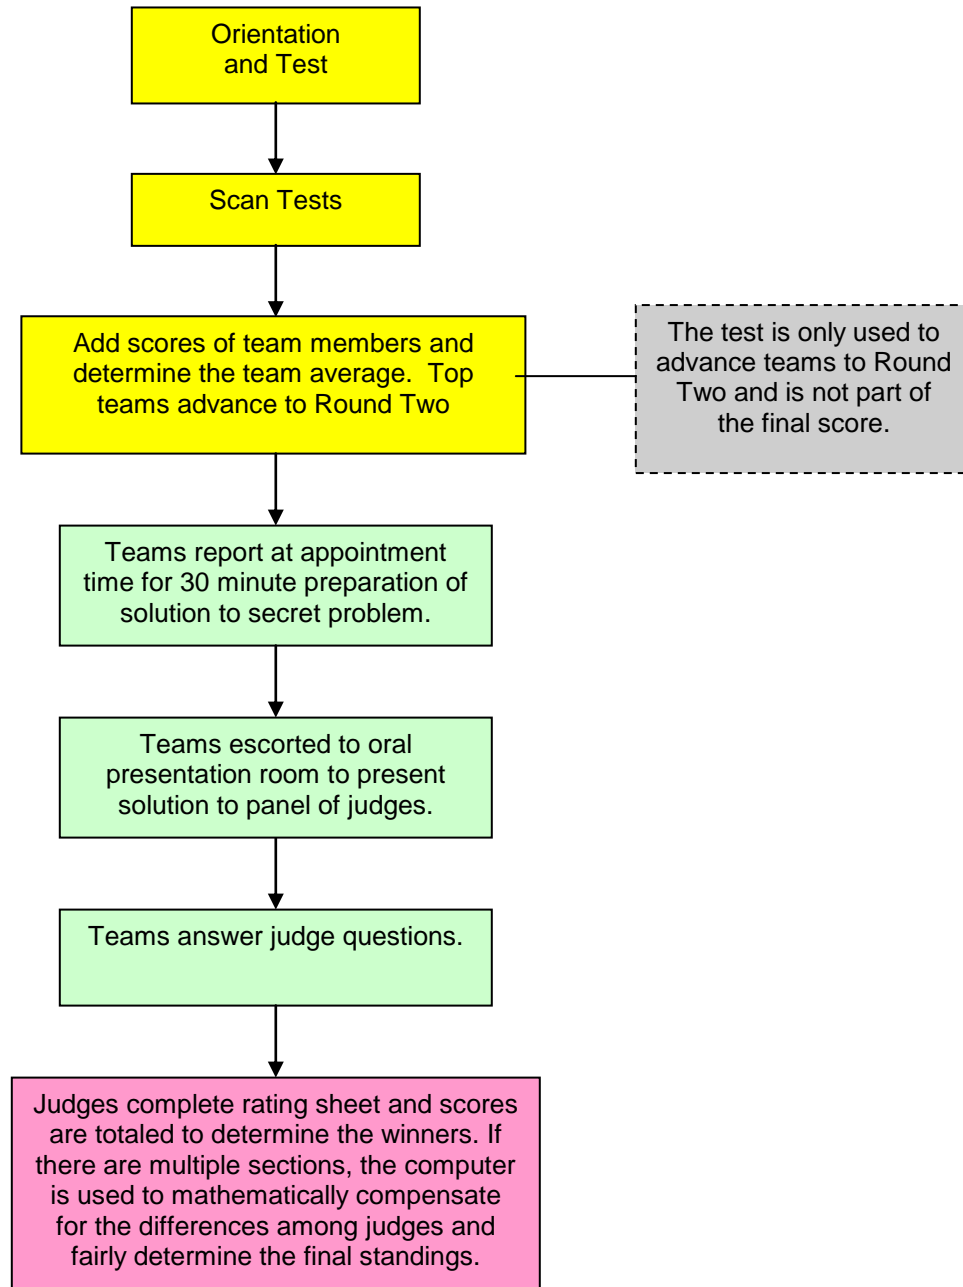 Orientation
and Test
Scan Tests
Add scores of team members and
determine the team average.  Top
teams advance to Round Two
The test is only used to
advance teams to Round
Two and is not part of
the final score.
Teams report at appointment
time for 30 minute preparation of
solution to secret problem.
Teams escorted to oral
presentation room to present
solution to panel of judges.
Teams answer judge questions.
Judges complete rating sheet and scores
are totaled to determine the winners. If
there are multiple sections, the computer
is used to mathematically compensate
for the differences among judges and
fairly determine the final standings.